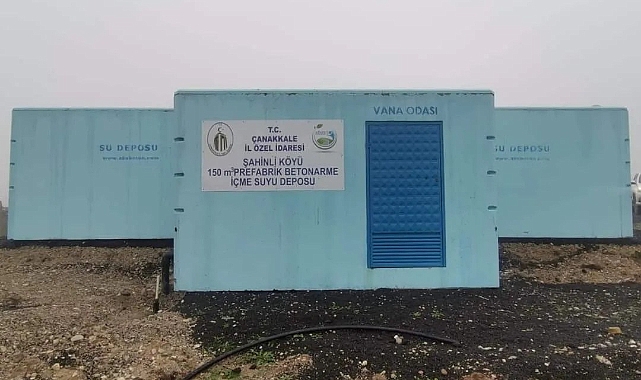 SU DEPOSU
T.C.
ÇANAKKALE
İL ÖZEL İDARESİ
ŞAHİNLİ KÖYÜ
150 m³ PREFABRİK BETONARME
İÇME SUYU DEPOSU
VANA ODASI
SU DEPOSU